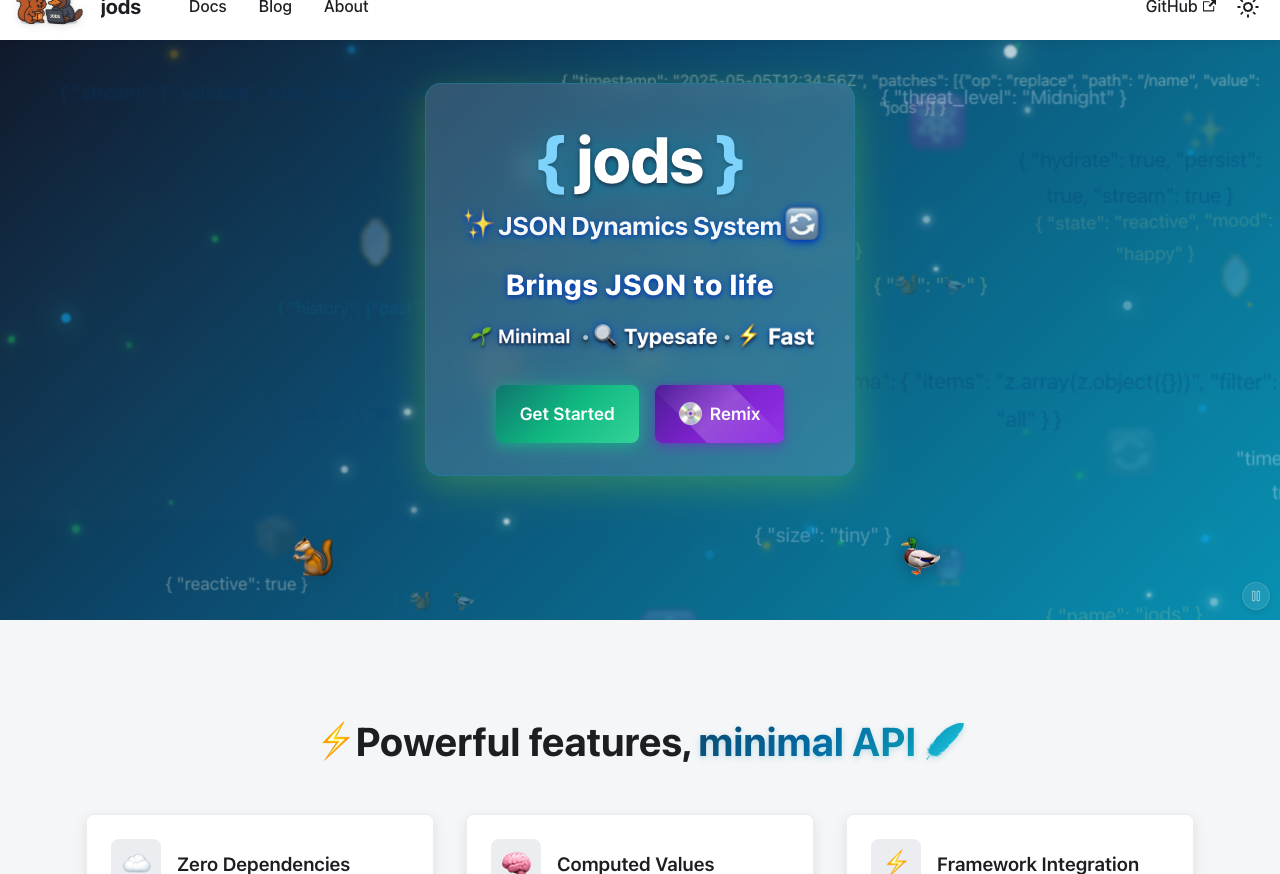 JODS
jods
Docs
Blog
About
GitHub
{ "timestamp": "2025-05-05T12:34:56Z", "patches": [{"op": "replace", "path": "/name", "value": "jods"}] }
{ "threat_level": "Midnight" }
{ jods }
✨ JSON Dynamics System 🔄
Brings JSON to life
🌱 Minimal • 🔍 Typesafe • ⚡ Fast
Get Started
💿 Remix
{ "hydrate": true, "persist":
true, "stream": true }
{ "state": "reactive", "mood":
"happy" }
}
{ "🐿️": "🦆" }
{ "history": ["past"
"items": "z.array(z.object({}))", "filter":
"all" } }
{ "size": "tiny" }
{ "reactive": true }
{ "name": "jods" }
⚡Powerful features, minimal API
Zero Dependencies
Computed Values
Framework Integration